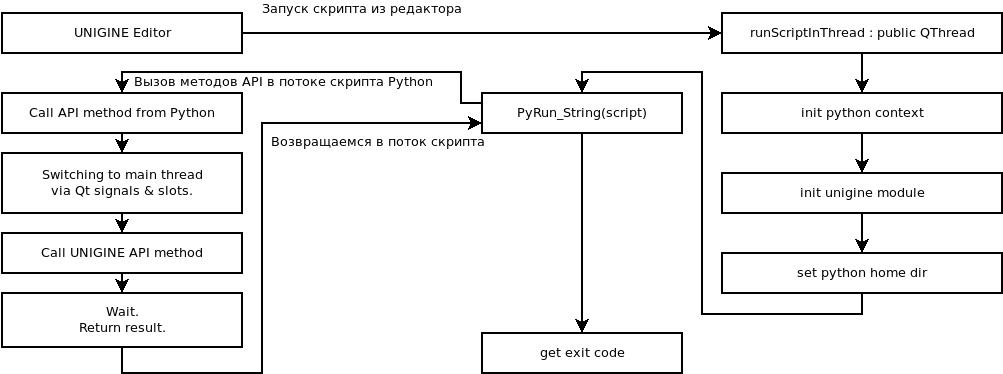 Запуск скрипта из редактора
UNIGINE Editor
runScriptInThread : public QThread
Вызов методов API в потоке скрипта Python
Call API method from Python
PyRun_String(script)
init python context
Возвращаемся в поток скрипта
Switching to main thread
via Qt signals & slots.
init unigine module
Call UNIGINE API method
set python home dir
Wait.
Return result.
get exit code